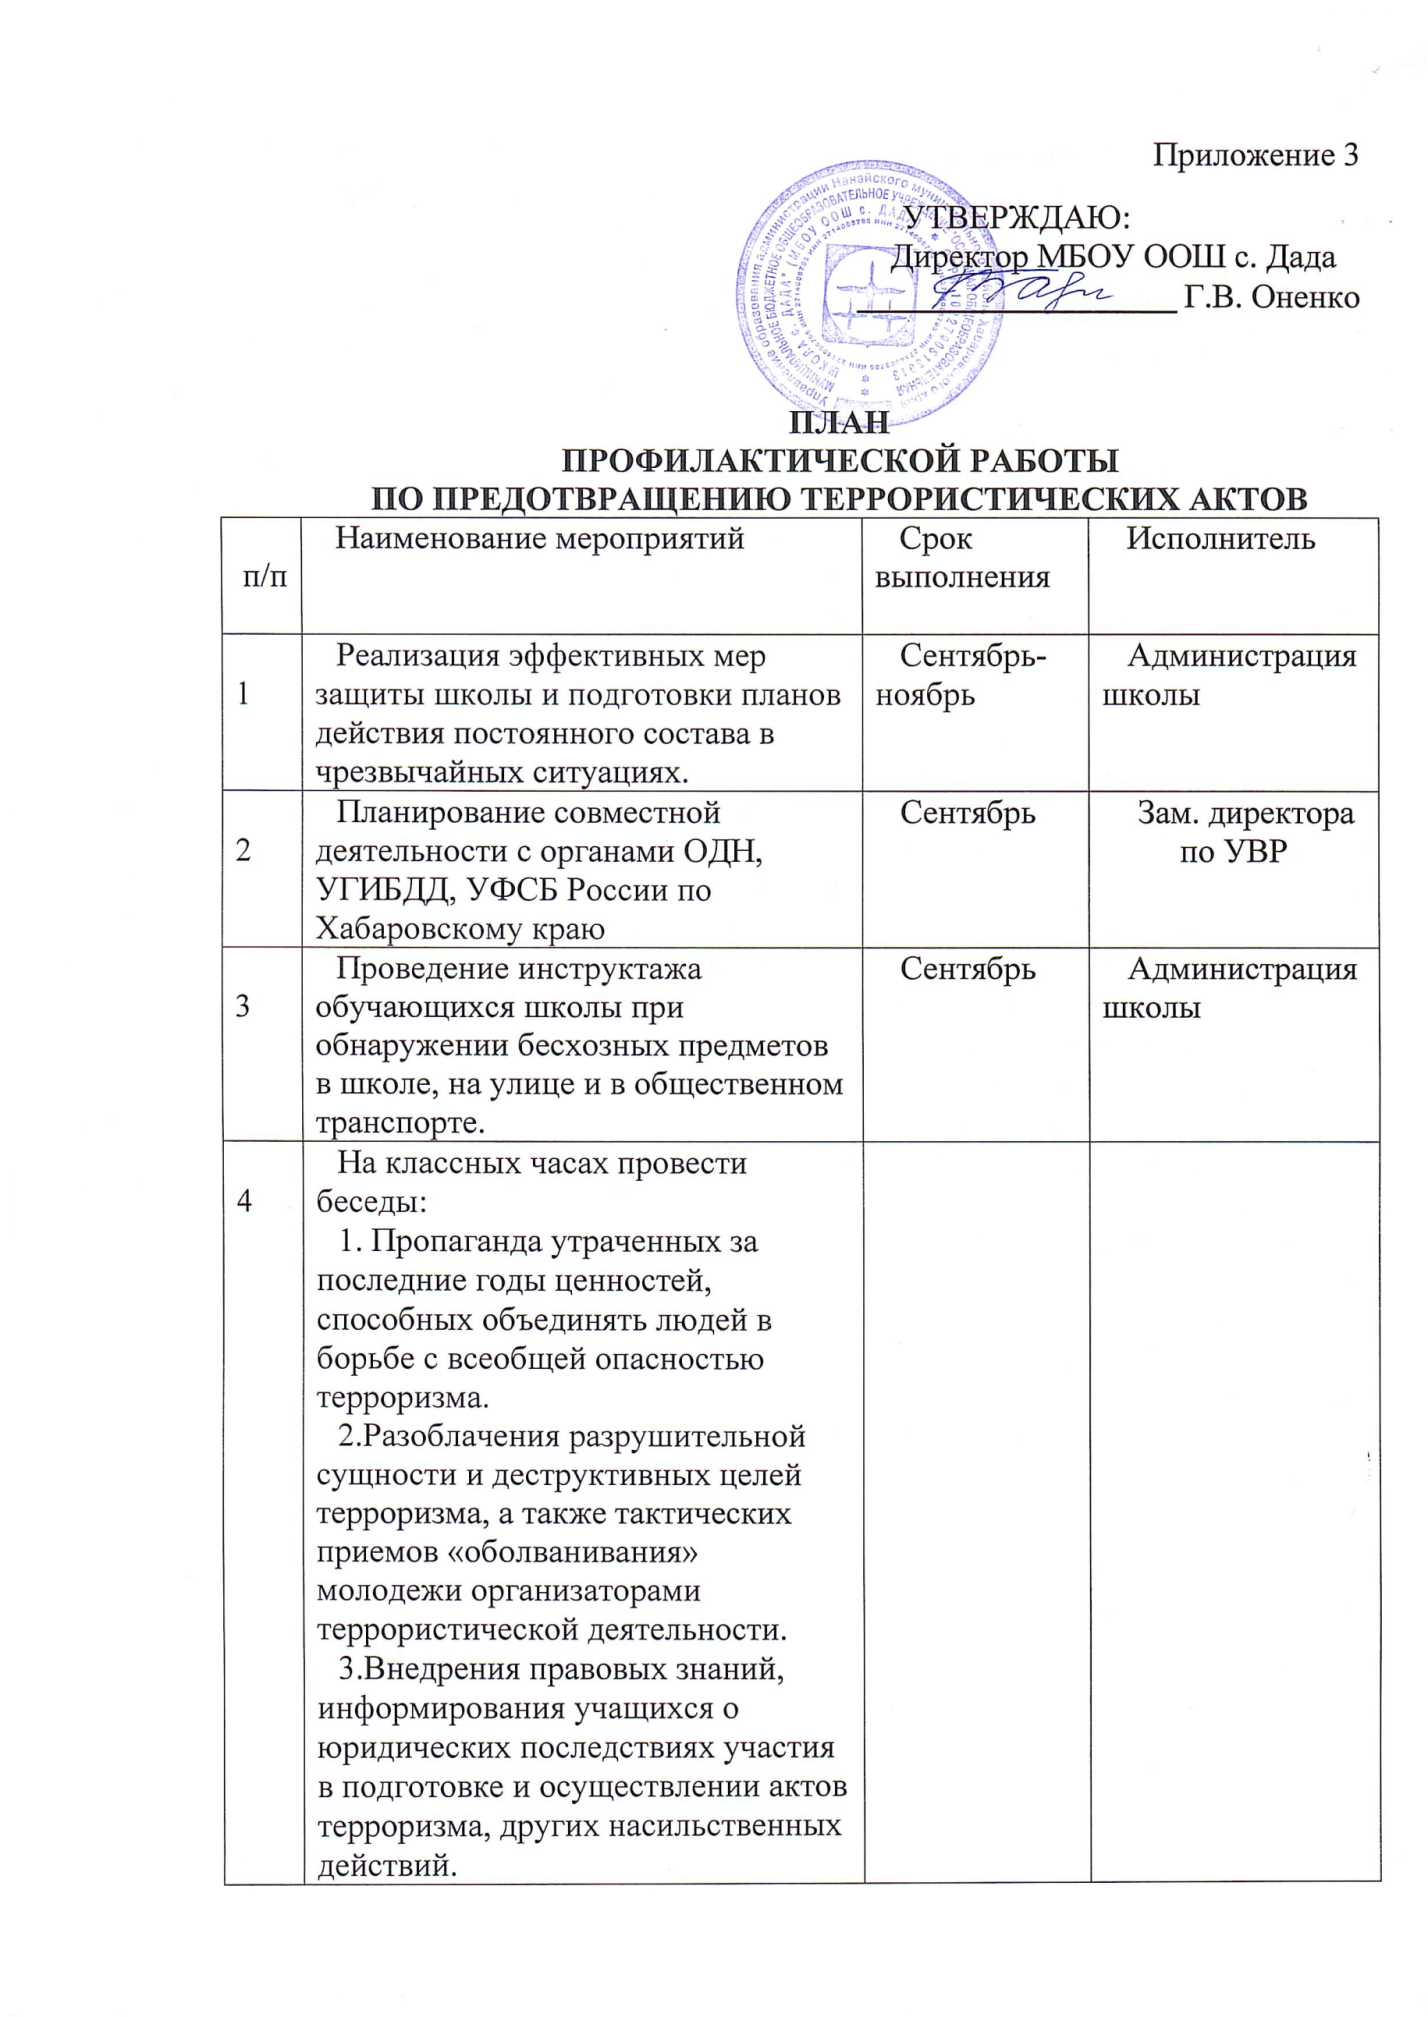 Приложение 3
УТВЕРЖДАЮ:
Директор МБОУ ООШ с. Дада
Г.В. Оненко
ПЛАН
ПРОФИЛАКТИЧЕСКОЙ РАБОТЫ
ПО ПРЕДОТВРАЩЕНИЮ ТЕРРОРИСТИЧЕСКИХ АКТОВ
п/п
Наименование мероприятий
Срок
выполнения
Исполнитель
1
Реализация эффективных мер
защиты школы и подготовки планов
действия постоянного состава в
чрезвычайных ситуациях.
Сентябрь-
ноябрь
Администрация
школы
2
Планирование совместной
деятельности с органами ОДН,
УГИБДД, УФСБ России по
Хабаровскому краю
Сентябрь
Зам. директора
по УВР
3
Проведение инструктажа
обучающихся школы при
обнаружении бесхозных предметов
в школе, на улице и в общественном
транспорте.
Сентябрь
Администрация
школы
4
На классных часах провести
беседы:
1. Пропаганда утраченных за
последние годы ценностей,
способных объединять людей в
борьбе с всеобщей опасностью
терроризма.
2.Разоблачения разрушительной
сущности и деструктивных целей
терроризма, а также тактических
приемов «оболванивания»
молодежи организаторами
террористической деятельности.
3.Внедрения правовых знаний,
информирования учащихся о
юридических последствиях участия
в подготовке и осуществлении актов
терроризма, других насильственных
действий.